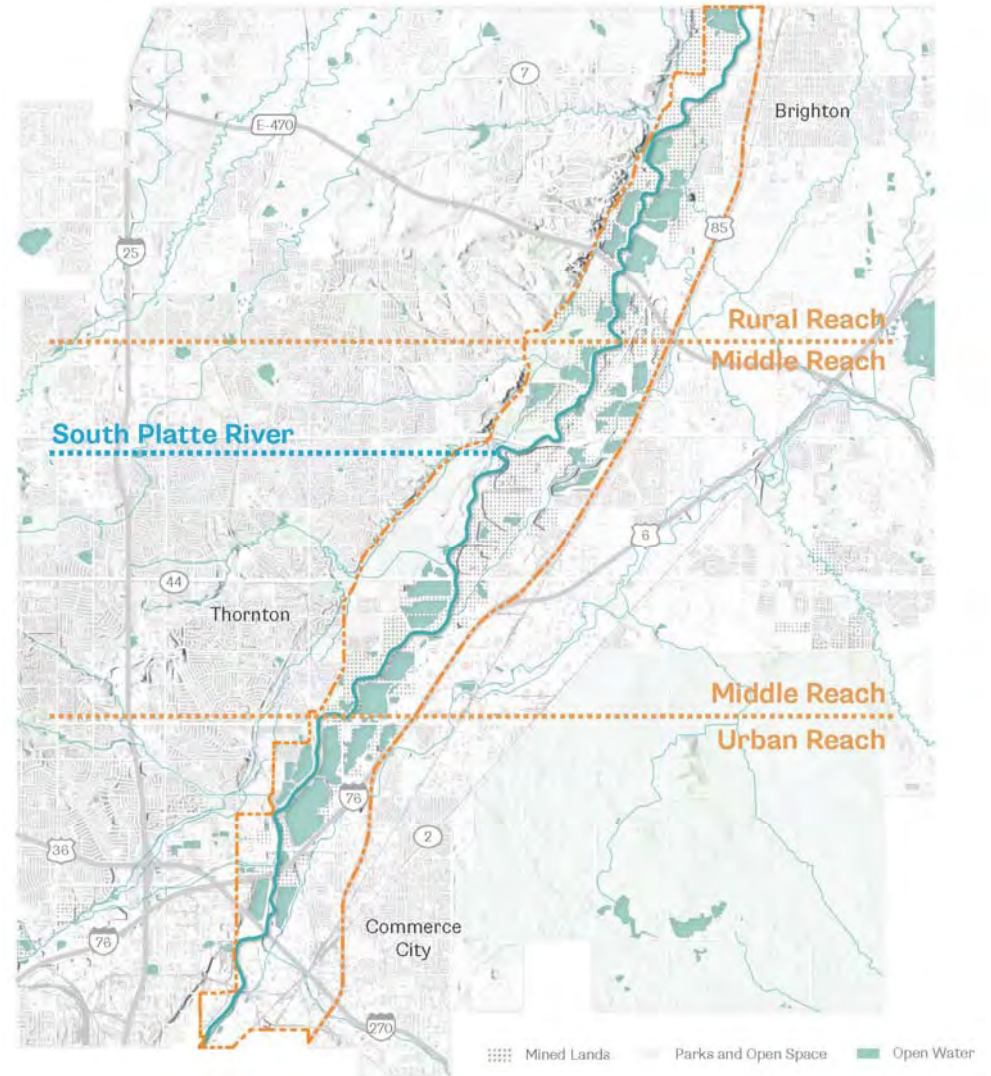 7
Brighton
E-470
85
25
Rural Reach
Middle Reach
South Platte River
6
44
Thornton
Middle Reach
Urban Reach
76
2
36
Commerce
City
76
270
Mined Lands
Parks and Open Space
Open Water